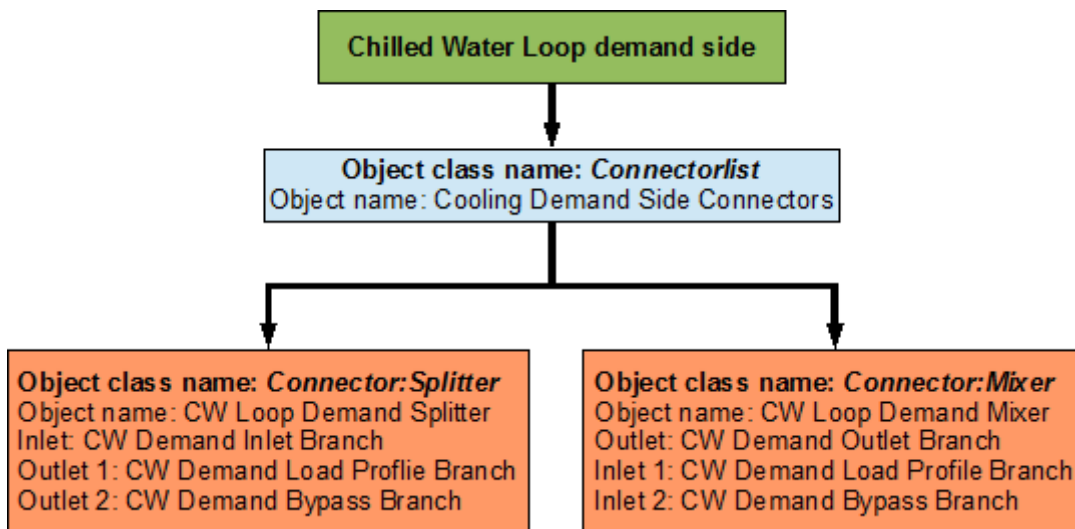 Chilled Water Loop demand side
Object class name: Connectorlist
Object name: Cooling Demand Side Connectors
Object class name: Connector:Splitter
Object name: CW Loop Demand Splitter
Inlet: CW Demand Inlet Branch
Outlet 1: CW Demand Load Proflie Branch
Outlet 2: CW Demand Bypass Branch
Object class name: Connector:Mixer
Object name: CW Loop Demand Mixer
Outlet: CW Demand Outlet Branch
Inlet 1: CW Demand Load Profile Branch
Inlet 2: CW Demand Bypass Branch